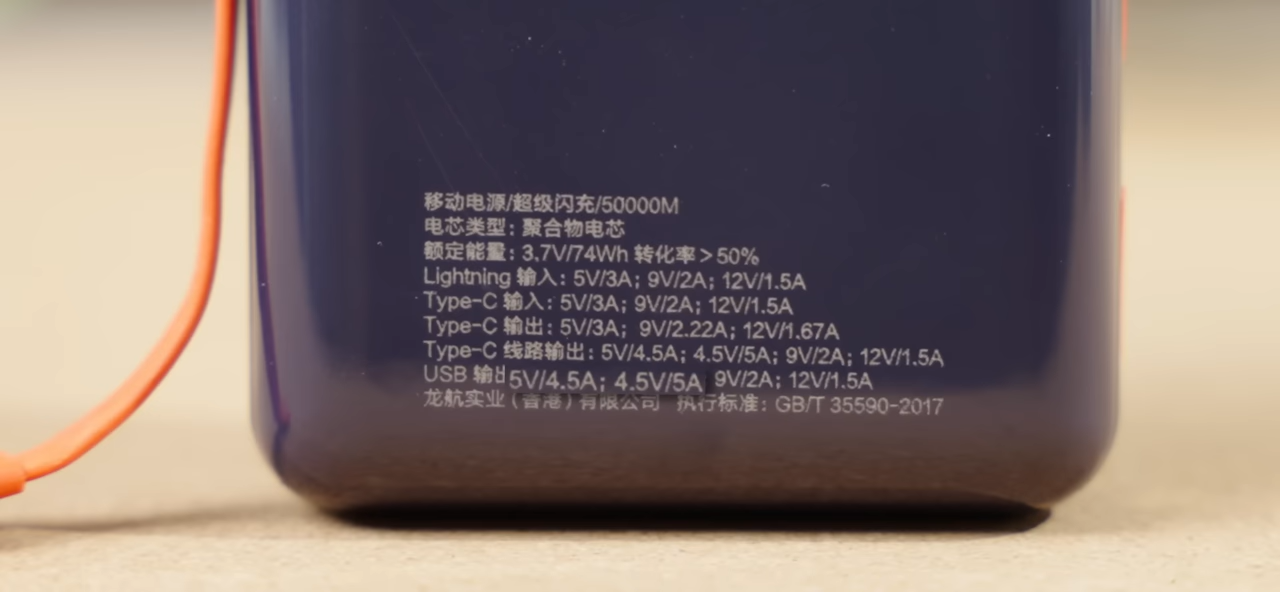 移动电源/超级闪充/50000M
电芯类型：聚合物电芯
额定能量：3.7V/74Wh 转化率＞50%
Lightning 输入：5V/3A；9V/2A；12V/1.5A
Type-C 输入：5V/3A；9V/2A；12V/1.5A
Type-C 输出：5V/3A；9V/2.22A；12V/1.67A
Type-C 线路输出：5V/4.5A；4.5V/5A；9V/2A；12V/1.5A
USB 输 5V/4.5A；4.5V/5A 9V/2A；12V/1.5A
龙航实业（香港）有限公司 执行标准：GB/T 35590-2017